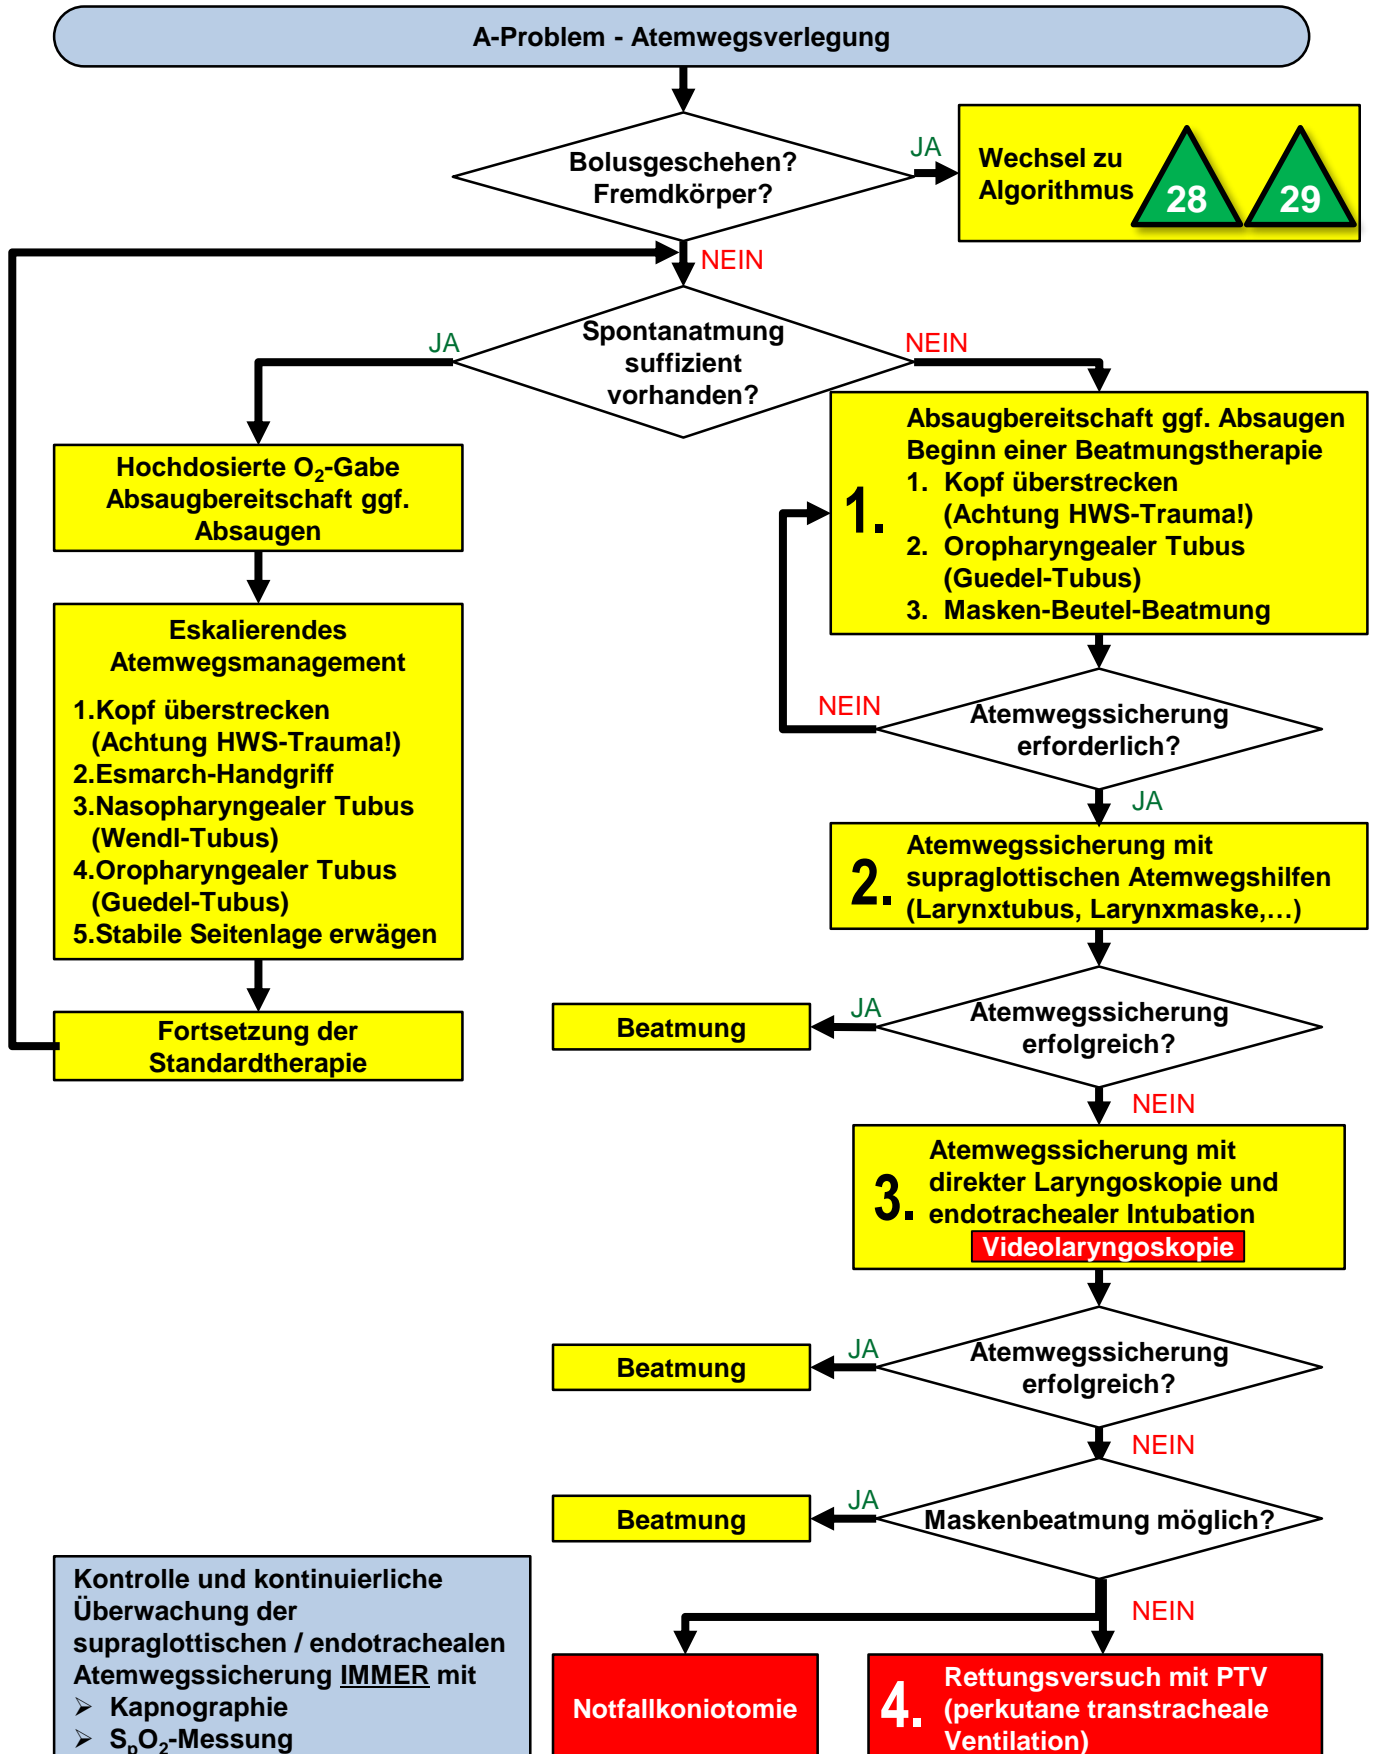 A-Problem - Atemwegsverlegung
Bolusgeschehen?
Fremdkörper?
JA
Wechsel zu
Algorithmus
28
29
NEIN
Spontanatmung
suffizient
vorhanden?
JA
NEIN
Hochdosierte O₂-Gabe
Absaugbereitschaft ggf.
Absaugen
Eskalierendes
Atemwegsmanagement
1.Kopf überstrecken
(Achtung HWS-Trauma!)
2.Esmarch-Handgriff
3.Nasopharyngealer Tubus
(Wendl-Tubus)
4.Oropharyngealer Tubus
(Guedel-Tubus)
5.Stabile Seitenlage erwägen
Fortsetzung der
Standardtherapie
1.
Absaugbereitschaft ggf. Absaugen
Beginn einer Beatmungstherapie
1. Kopf überstrecken
(Achtung HWS-Trauma!)
2. Oropharyngealer Tubus
(Guedel-Tubus)
3. Masken-Beutel-Beatmung
Atemwegssicherung
erforderlich?
NEIN
JA
2.
Atemwegssicherung mit
supraglottischen Atemwegshilfen
(Larynxtubus, Larynxmaske,…)
Atemwegssicherung
erfolgreich?
JA
Beatmung
NEIN
3.
Atemwegssicherung mit
direkter Laryngoskopie und
endotrachealer Intubation
Videolaryngoskopie
Atemwegssicherung
erfolgreich?
JA
Beatmung
NEIN
Maskenbeatmung möglich?
JA
Beatmung
NEIN
Notfallkoniotomie
4.
Rettungsversuch mit PTV
(perkutane transtracheale
Ventilation)
Kontrolle und kontinuierliche
Überwachung der
supraglottischen / endotrachealen
Atemwegssicherung IMMER mit
➢ Kapnographie
➢ SₚO₂-Messung